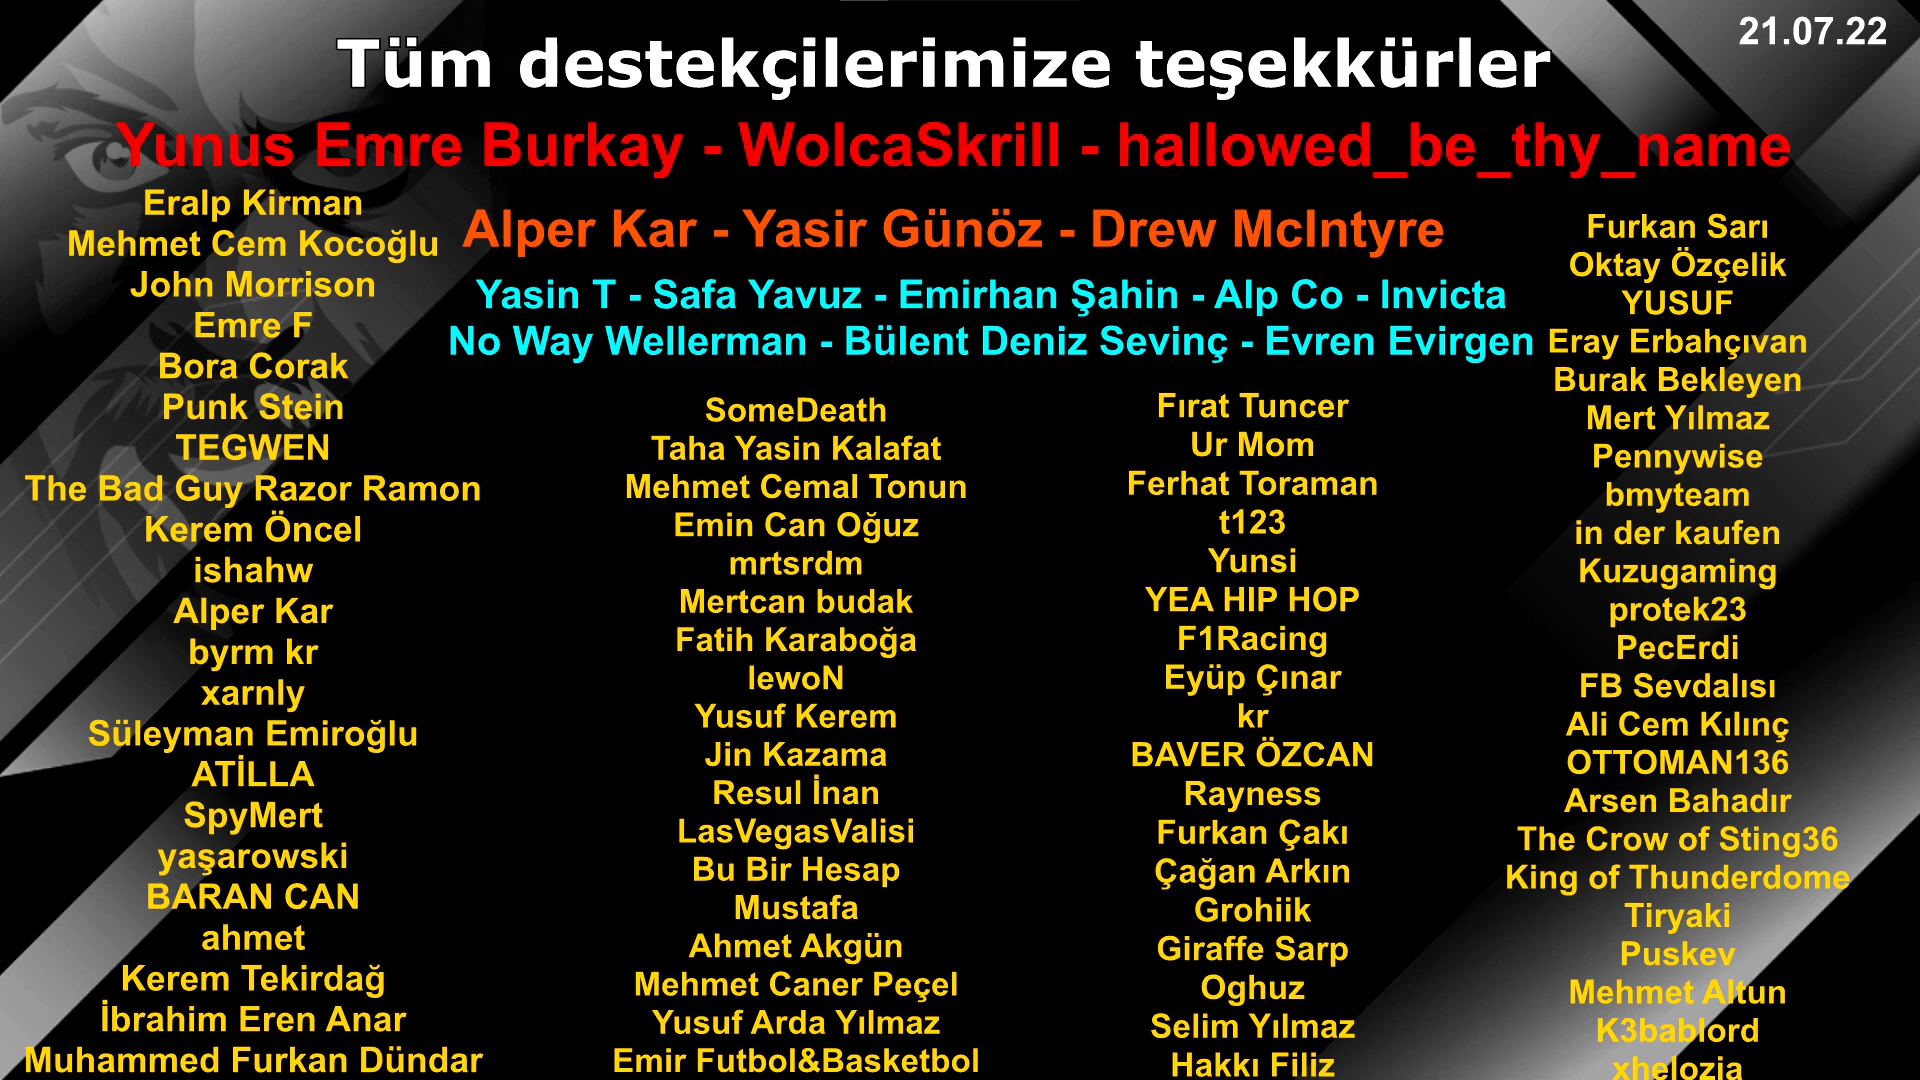 21.07.22
Tüm destekçilerimize teşekkürler
Yunus Emre Burkay - WolcaSkrill - hallowed_be_thy_name
Alper Kar - Yasir Günöz - Drew McIntyre
Yasin T - Safa Yavuz - Emirhan Şahin - Alp Co - Invicta
No Way Wellerman - Bülent Deniz Sevinç - Evren Evirgen
Eralp Kirman
Mehmet Cem Kocoğlu
John Morrison
Emre F
Bora Corak
Punk Stein
TEGWEN
The Bad Guy Razor Ramon
Kerem Öncel
ishahw
Alper Kar
byrm kr
xarnly
Süleyman Emiroğlu
ATİLLA
SpyMert
yaşarowski
BARAN CAN
ahmet
Kerem Tekirdağ
İbrahim Eren Anar
Muhammed Furkan Dündar
SomeDeath
Taha Yasin Kalafat
Mehmet Cemal Tonun
Emin Can Oğuz
mrtsrdm
Mertcan budak
Fatih Karaboğa
lewoN
Yusuf Kerem
Jin Kazama
Resul İnan
LasVegasValisi
Bu Bir Hesap
Mustafa
Ahmet Akgün
Mehmet Caner Peçel
Yusuf Arda Yılmaz
Emir Futbol&Basketbol
Fırat Tuncer
Ur Mom
Ferhat Toraman
t123
Yunsi
YEA HIP HOP
F1Racing
Eyüp Çınar
kr
BAVER ÖZCAN
Rayness
Furkan Çakı
Çağan Arkın
Grohiik
Giraffe Sarp
Oghuz
Selim Yılmaz
Hakkı Filiz
Furkan Sarı
Oktay Özçelik
YUSUF
Eray Erbahçıvan
Burak Bekleyen
Mert Yılmaz
Pennywise
bmyteam
in der kaufen
Kuzugaming
protek23
PecErdi
FB Sevdalısı
Ali Cem Kılınç
OTTOMAN136
Arsen Bahadır
The Crow of Sting36
King of Thunderdome
Tiryaki
Puskev
Mehmet Altun
K3bablord
xhelozia